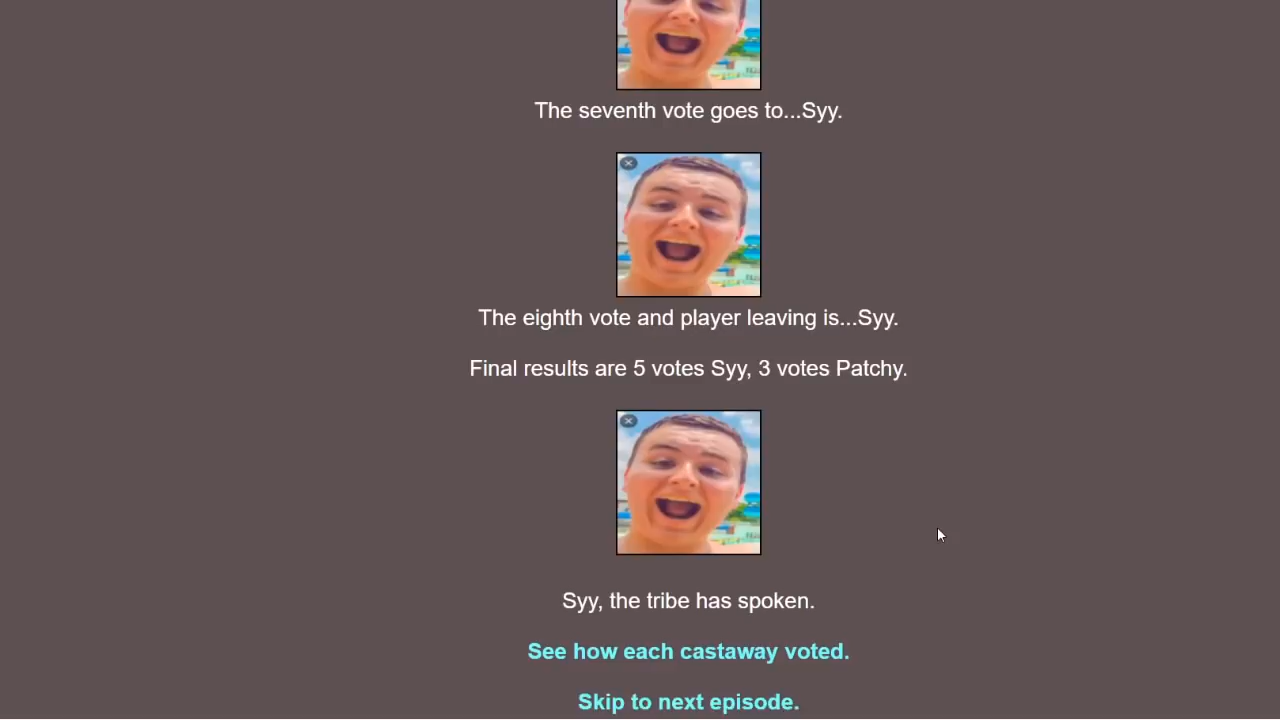 The seventh vote goes to...Syy.
The eighth vote and player leaving is...Syy.
Final results are 5 votes Syy, 3 votes Patchy.
Syy, the tribe has spoken.
See how each castaway voted.
Skip to next episode.